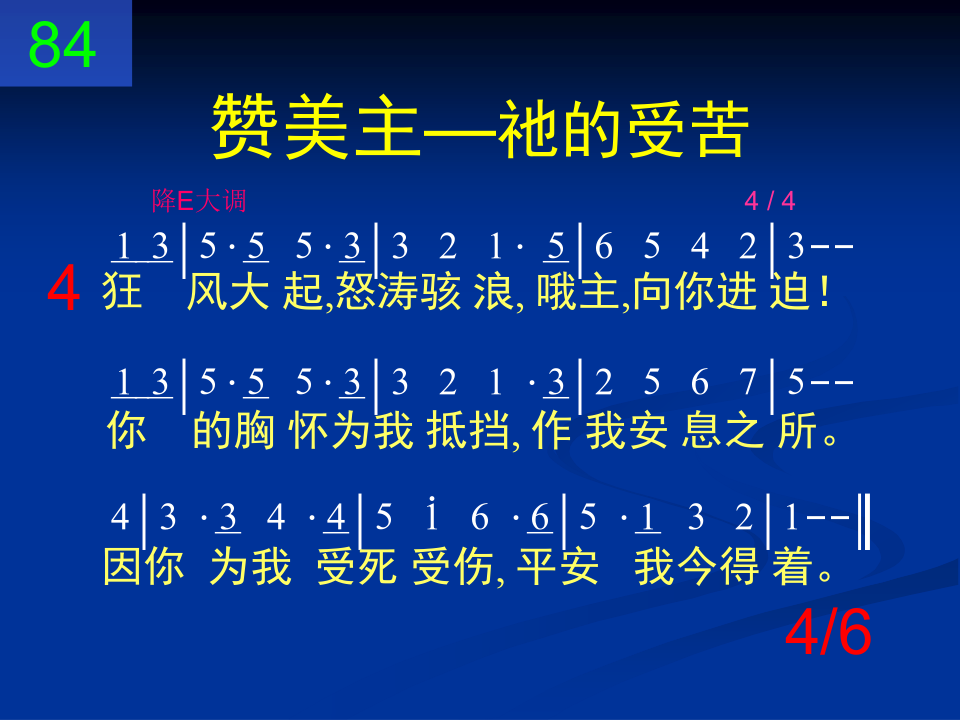 84
赞美主—祂的受苦
降E大调 4 / 4
1 3│5 · 5 5 · 3│3 2 1 · 5│6 5 4 2│3--
4 狂 风大 起,怒涛骇 浪, 哦主,向你进 迫！
1 3│5 · 5 5 · 3│3 2 1 · 3│2 5 6 7│5--
你 的胸 怀为我 抵挡, 作 我安 息之 所。
4│3 · 3 4 · 4│5 i 6 · 6│5 · 1 3 2│1--‖
因你 为我 受死 受伤, 平安 我今得 着。
4/6